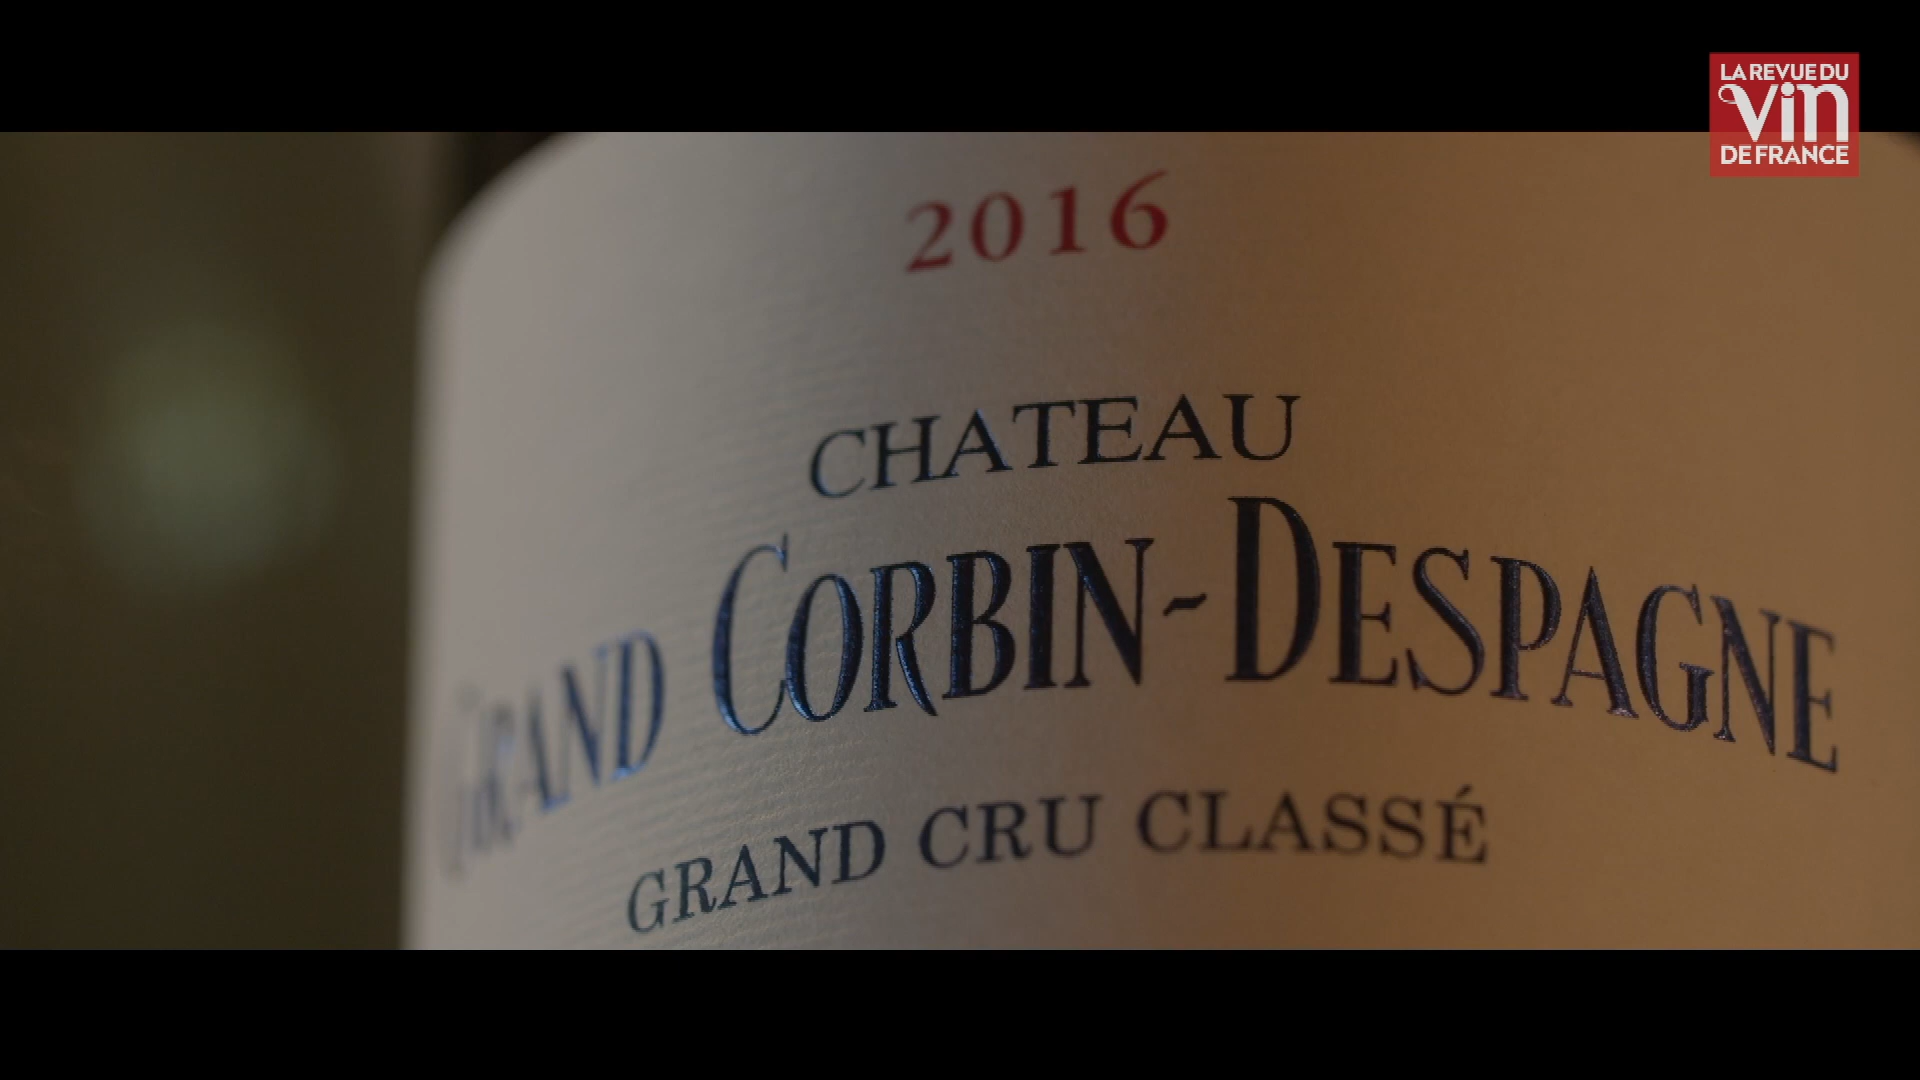 LA REVUE DU
vin
DE FRANCE
2016
CHATEAU
GRAND CORBIN-DESPAGNE
GRAND CRU CLASSÉ